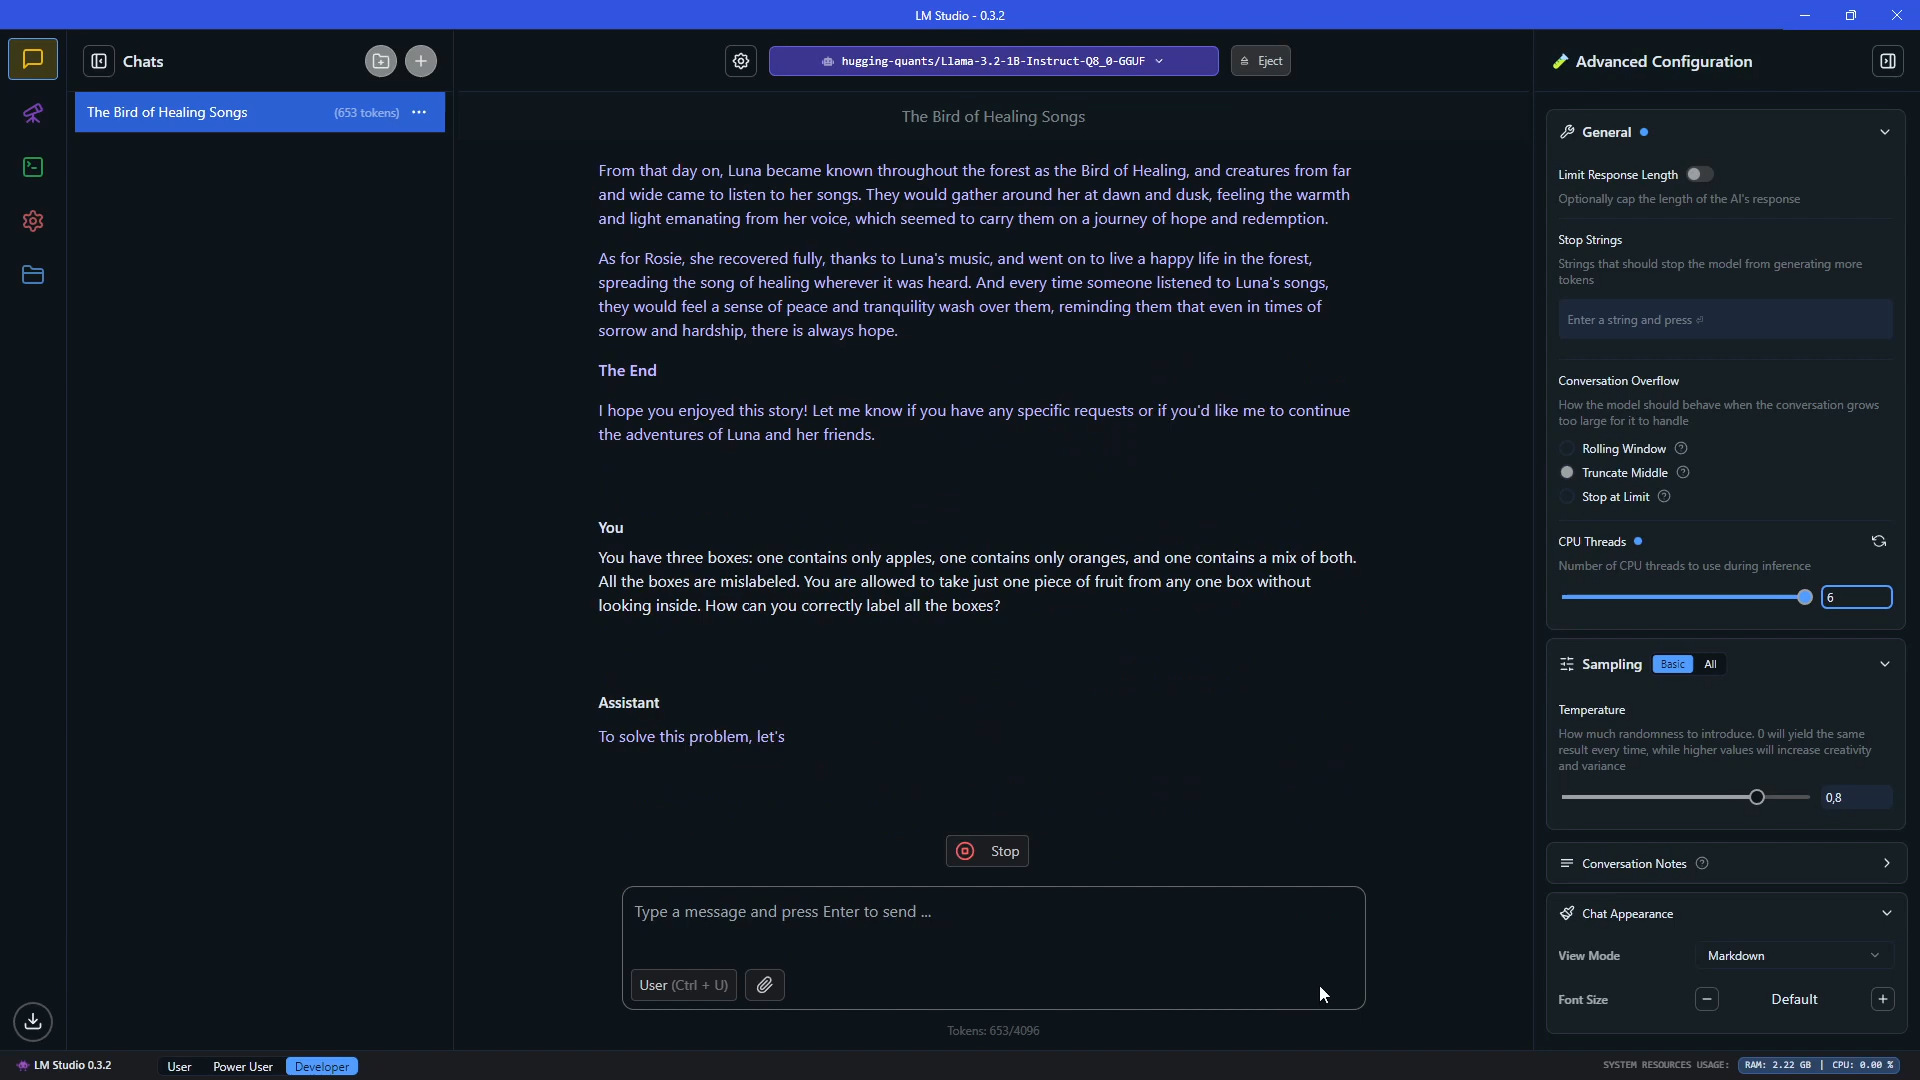 LM Studio - 0.3.2
Chats
hugging-quants/Llama-3.2-1B-Instruct-Q8_0-GGUF
Eject
Advanced Configuration
The Bird of Healing Songs
(653 tokens)
The Bird of Healing Songs
From that day on, Luna became known throughout the forest as the Bird of Healing, and creatures from far
and wide came to listen to her songs. They would gather around her at dawn and dusk, feeling the warmth
and light emanating from her voice, which seemed to carry them on a journey of hope and redemption.
As for Rosie, she recovered fully, thanks to Luna's music, and went on to live a happy life in the forest,
spreading the song of healing wherever it was heard. And every time someone listened to Luna's songs,
they would feel a sense of peace and tranquility wash over them, reminding them that even in times of
sorrow and hardship, there is always hope.
The End
I hope you enjoyed this story! Let me know if you have any specific requests or if you'd like me to continue
the adventures of Luna and her friends.
You
You have three boxes: one contains only apples, one contains only oranges, and one contains a mix of both.
All the boxes are mislabeled. You are allowed to take just one piece of fruit from any one box without
looking inside. How can you correctly label all the boxes?
Assistant
To solve this problem, let's
Stop
Type a message and press Enter to send ...
User (Ctrl + U)
Tokens: 653/4096
General
Limit Response Length
Optionally cap the length of the AI's response
Stop Strings
Strings that should stop the model from generating more
tokens
Enter a string and press ⏎
Conversation Overflow
How the model should behave when the conversation grows
too large for it to handle
Rolling Window
Truncate Middle
Stop at Limit
CPU Threads
Number of CPU threads to use during inference
6
Sampling
Basic
All
Temperature
How much randomness to introduce. 0 will yield the same
result every time, while higher values will increase creativity
and variance
0,8
Conversation Notes
Chat Appearance
View Mode
Markdown
Font Size
Default
LM Studio 0.3.2
User
Power User
Developer
SYSTEM RESOURCES USAGE:
RAM: 2.22 GB | CPU: 0.00 %